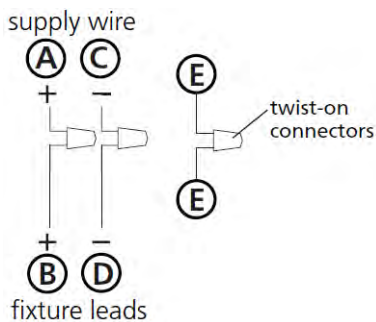 supply wire
A C
+ −
E
twist-on
connectors
E
+ −
B D
fixture leads